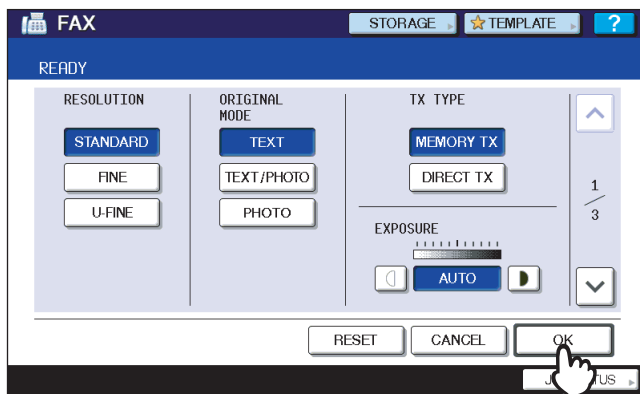 FAX
STORAGE
TEMPLATE
?
READY
RESOLUTION
STANDARD
FINE
U-FINE
ORIGINAL
MODE
TEXT
TEXT/PHOTO
PHOTO
TX TYPE
MEMORY TX
DIRECT TX
EXPOSURE
AUTO
1
3
RESET
CANCEL
OK